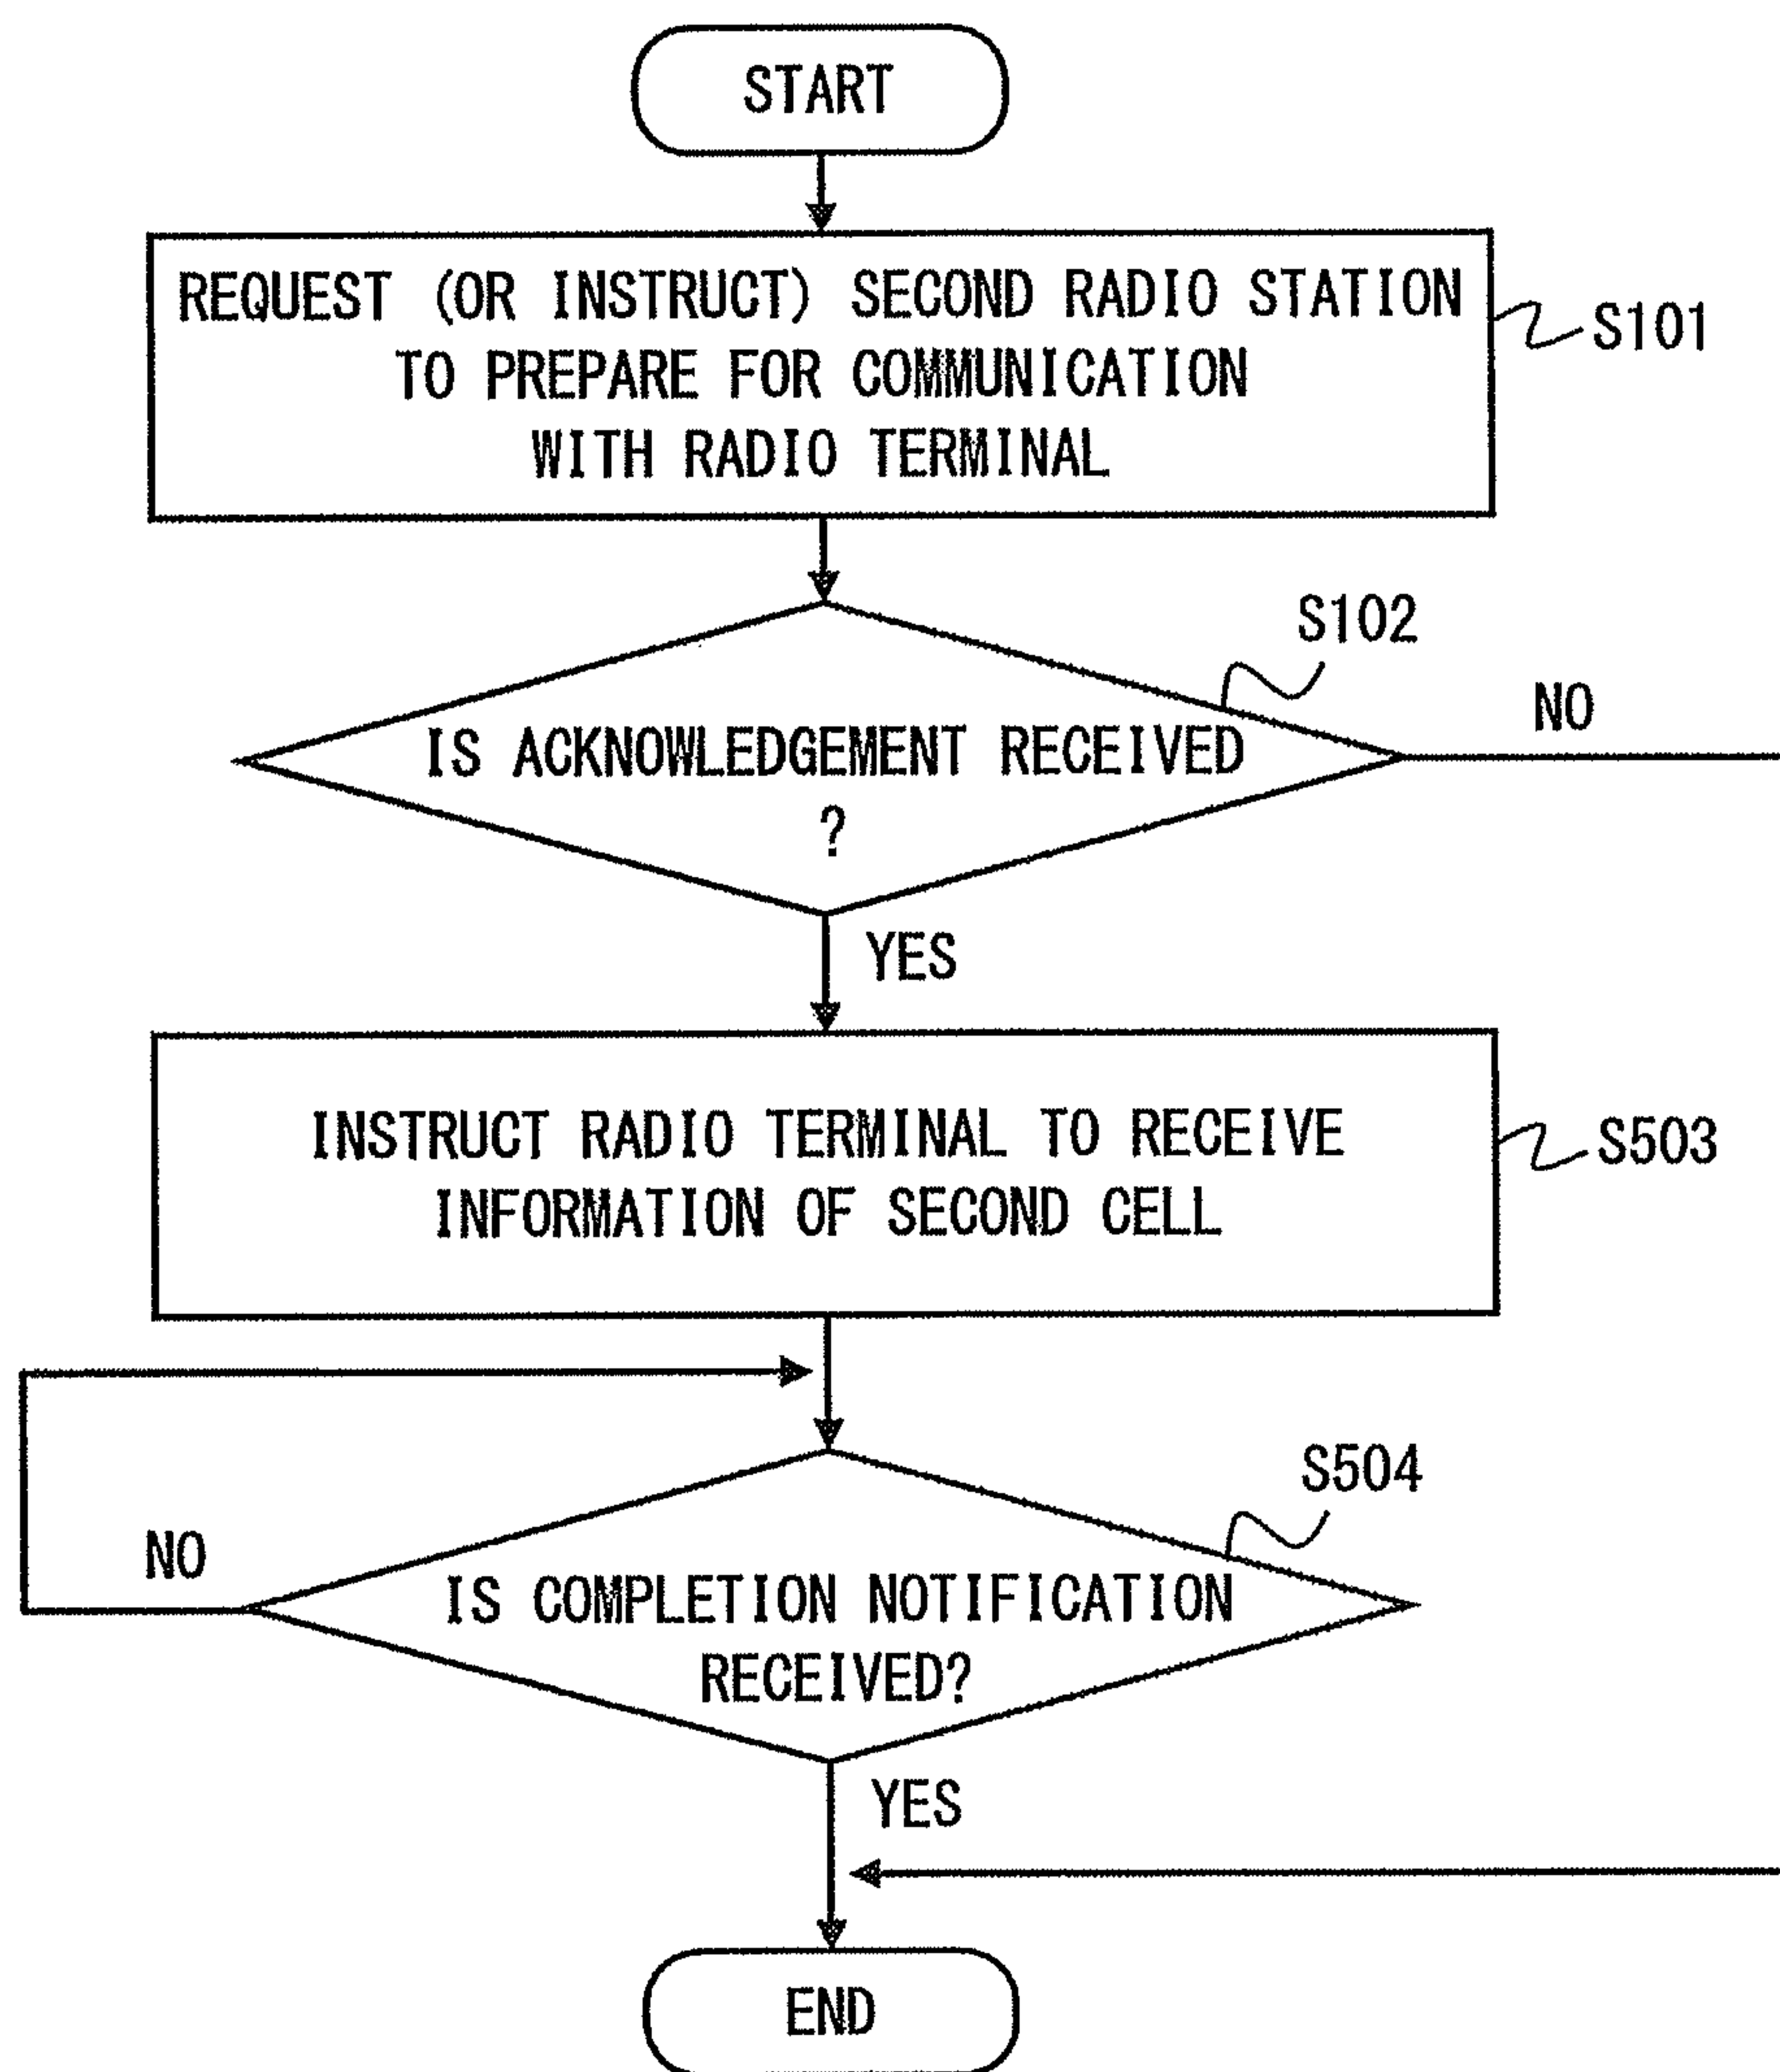 START
REQUEST (OR INSTRUCT) SECOND RADIO STATION
TO PREPARE FOR COMMUNICATION
WITH RADIO TERMINAL
S101
S102
IS ACKNOWLEDGEMENT RECEIVED
?
NO
YES
INSTRUCT RADIO TERMINAL TO RECEIVE
INFORMATION OF SECOND CELL
S503
S504
NO
IS COMPLETION NOTIFICATION
RECEIVED?
YES
END